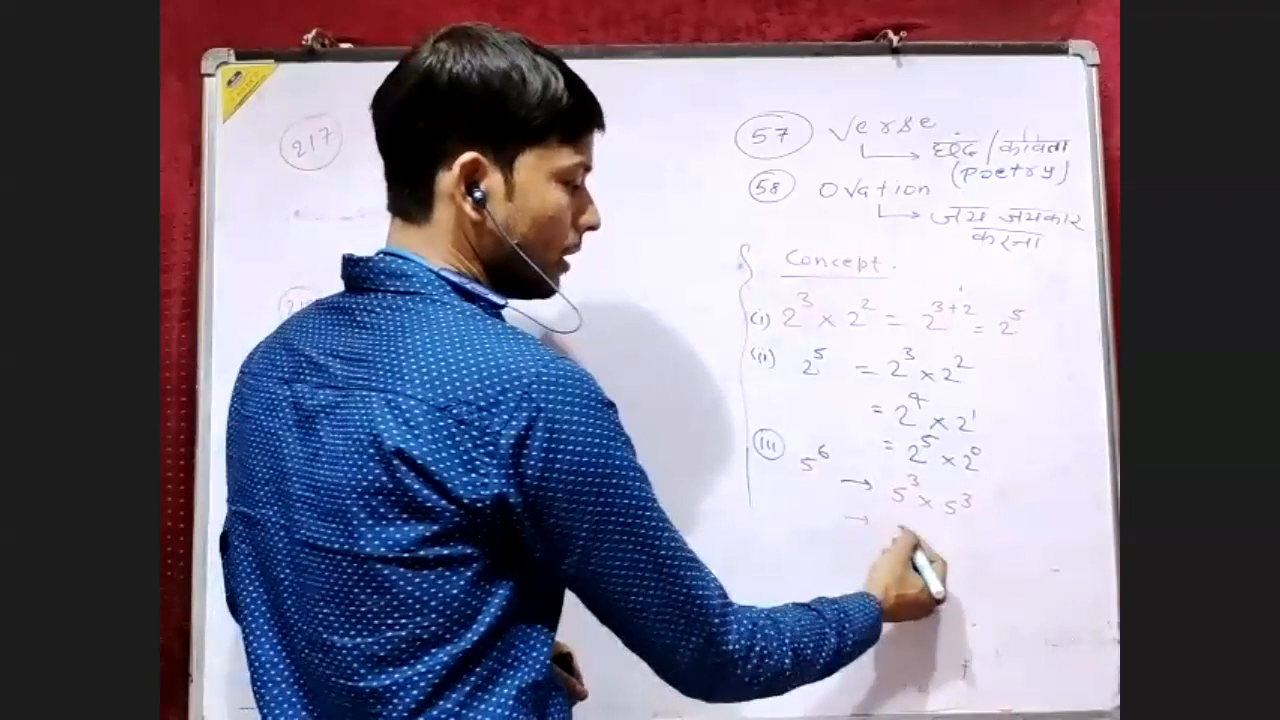 217
57 Verse
छंद/कविता
(Poetry)
58 Ovation
जय जयकार
करना
Concept.
(i) 2³ × 2² = 2³⁺² = 2⁵
(ii) 2⁵ = 2³ × 2²
= 2⁴ × 2¹
= 2⁵ × 2⁰
(iii) 5⁶ → 5³ × 5³
→